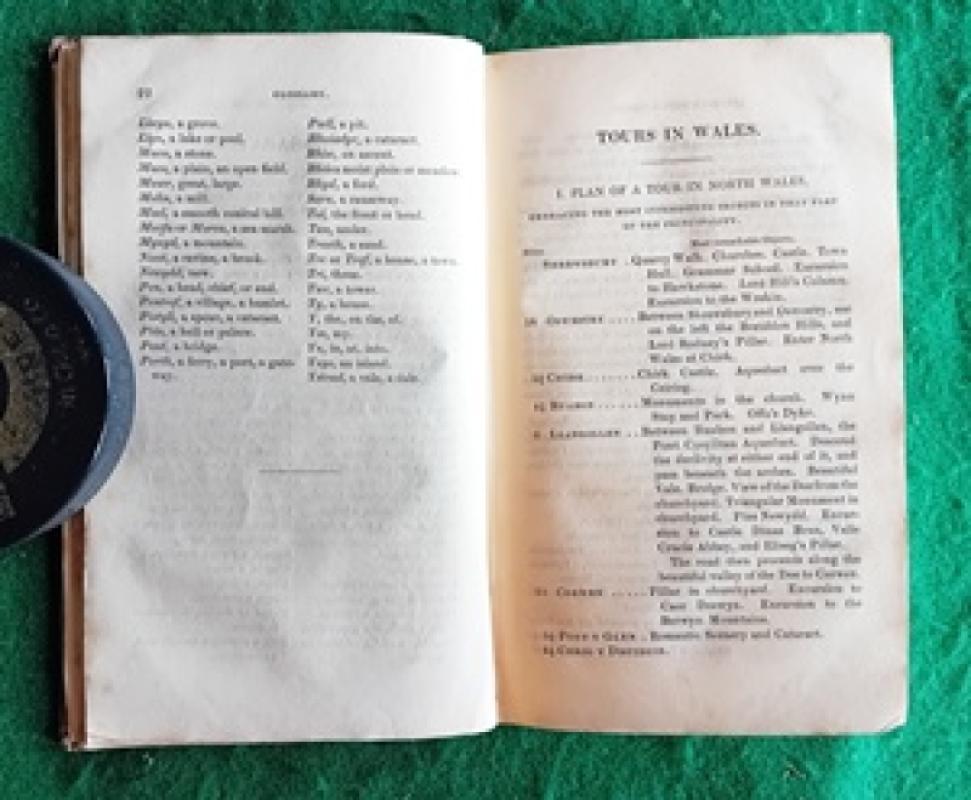 GLOSSARY.
a grove.
a lake or pool.
a stone.
a plain, an open field.
Mawr, great, large.
Melin, a mill.
Moel, a smooth conical hill.
Morfa or a sea marsh.
Mynydd, a mountain.
Nant, a ravine, a brook.
Newydd, new.
Pen, a head, chief, or end.
Pentref, a village, a hamlet.
Pistyll, a spout, a cataract.
Plâs, a hall or palace.
Pont, a bridge.
Porth, a ferry, a port, a gate-
way.
Pwll, a pit.
Rhaiadyr, a cataract.
Rhiw, an ascent.
moist plain or meadow.
Rhyd, a ford.
Sarn, a causeway.
Tal, the front or head.
Tan, under.
Traeth, a sand.
Tre or Tref, a house, a town.
Tri, three.
Twr, a tower.
Ty, a house.
Y, the, on the, of.
my.
Yn, in, at, into.
Ynys, an island.
Ystrad, a vale, a dale.
TOURS IN WALES.
I. PLAN OF A TOUR IN NORTH WALES,
EMBRACING THE MOST INTERESTING OBJECTS IN THAT PART
OF THE PRINCIPALITY.
Most remarkable Objects.
Miles.
SHREWSBURY . Quarry Walk. Churches. Castle. Town
Hall. Grammar School. Excursion
to Hawkstone. Lord Hill's Column.
Excursion to the Wrekin.
18 OSWESTRY .... Between Shrewsbury and Oswestry, see
on the left the Breidden Hills, and
Lord Rodney's Pillar. Enter North
Wales at Chirk.
CHIRK ........ Chirk Castle. Aqueduct over the
Ceiriog.
RUABON ...... Monuments in the church. Wynn
Stay and Park. Offa's Dyke.
LLANGOLLEN .. Between Ruabon and Llangollen, the
Pont Cysylltau Aqueduct. Descend
the declivity at either end of it, and
pass beneath the arches. Beautiful
Vale. Bridge. View of the Dee from the
churchyard. Triangular Monument in
churchyard. Plas Newydd. Excur-
sion to Castle Dinas Bran, Valle
Crucis Abbey, and Eliseg's Pillar.
The road then proceeds along the
beautiful valley of the Dee to Corwen.
CORWEN ..... Pillar in churchyard. Excursion to
Caer Drewyn. Excursion to the
Berwyn Mountains.
GLEN . Romantic Scenery and Cataract.